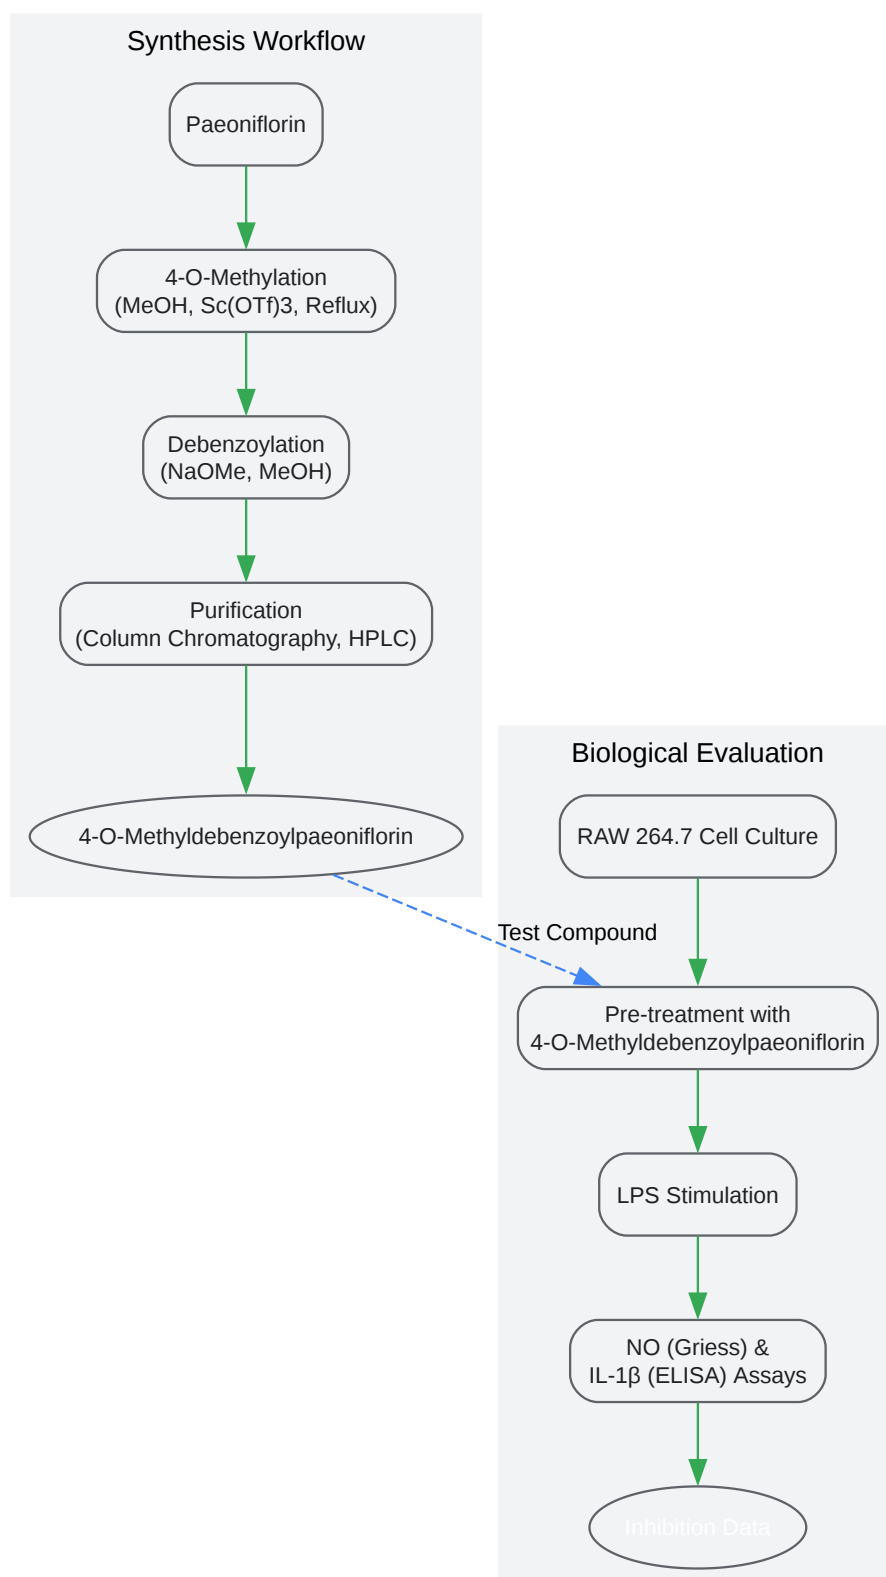 Synthesis Workflow
Paeoniflorin
4-O-Methylation
(MeOH, Sc(OTf)3, Reflux)
Debenzoylation
(NaOMe, MeOH)
Purification
(Column Chromatography, HPLC)
4-O-Methyldebenzoylpaeoniflorin
Biological Evaluation
RAW 264.7 Cell Culture
Test Compound
Pre-treatment with
4-O-Methyldebenzoylpaeoniflorin
LPS Stimulation
NO (Griess) &
IL-1β (ELISA) Assays
Inhibition Data